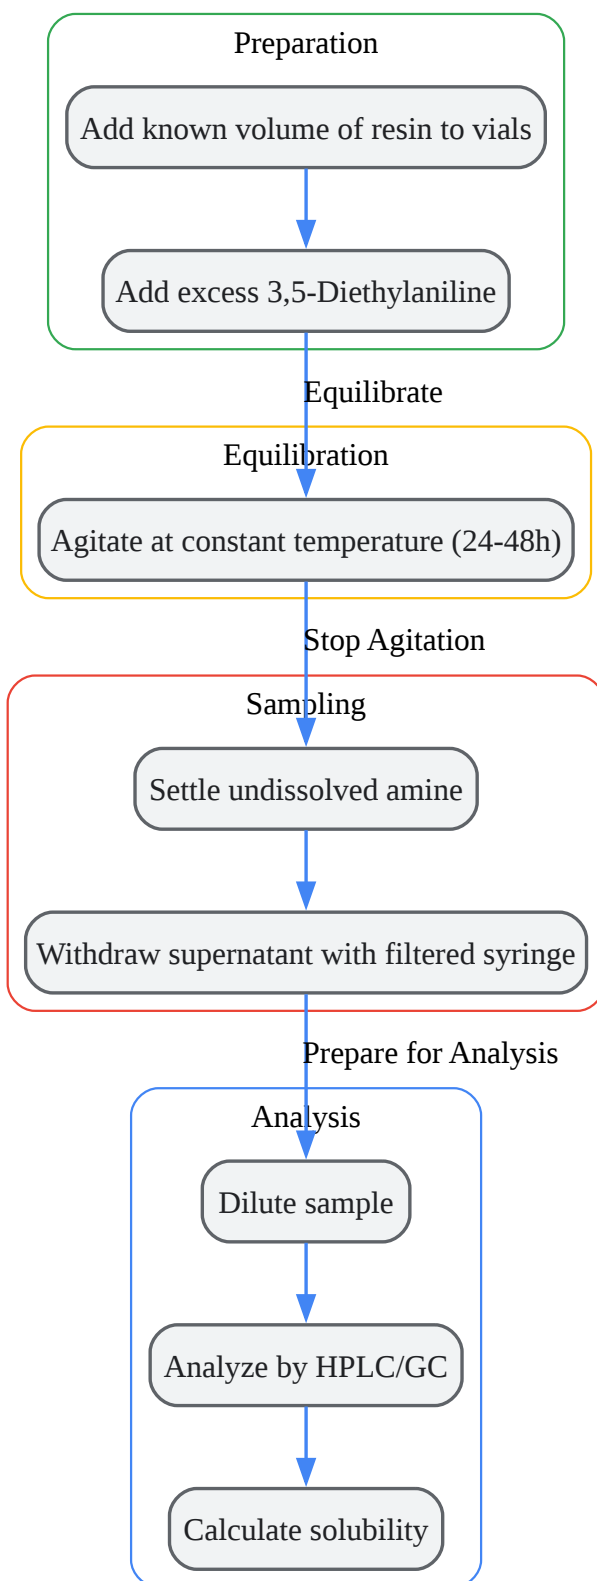 Preparation
Add known volume of resin to vials
Add excess 3,5-Diethylaniline
Equilibrate
Equilibration
Agitate at constant temperature (24-48h)
Stop Agitation
Sampling
Settle undissolved amine
Withdraw supernatant with filtered syringe
Prepare for Analysis
Analysis
Dilute sample
Analyze by HPLC/GC
Calculate solubility